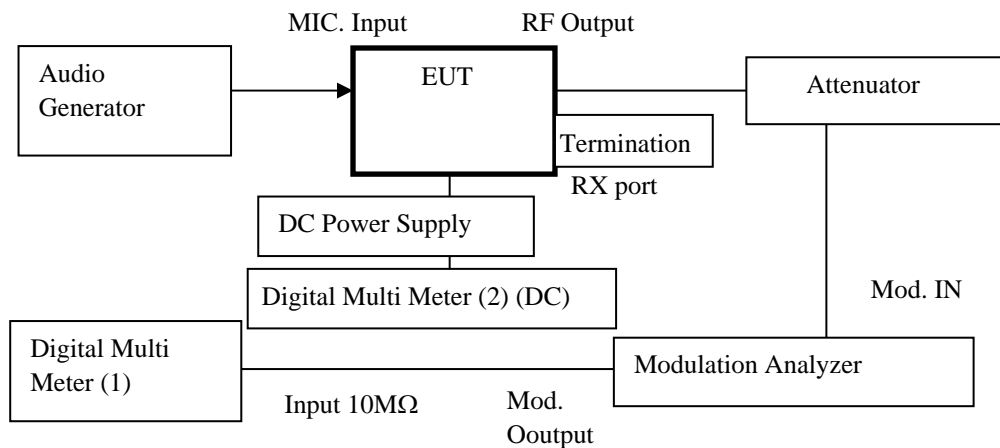 MIC. Input
RF Output
Audio
Generator
EUT
Attenuator
Termination
RX port
DC Power Supply
Digital Multi Meter (2) (DC)
Mod. IN
Digital Multi
Meter (1)
Modulation Analyzer
Input 10MΩ
Mod.
Ooutput